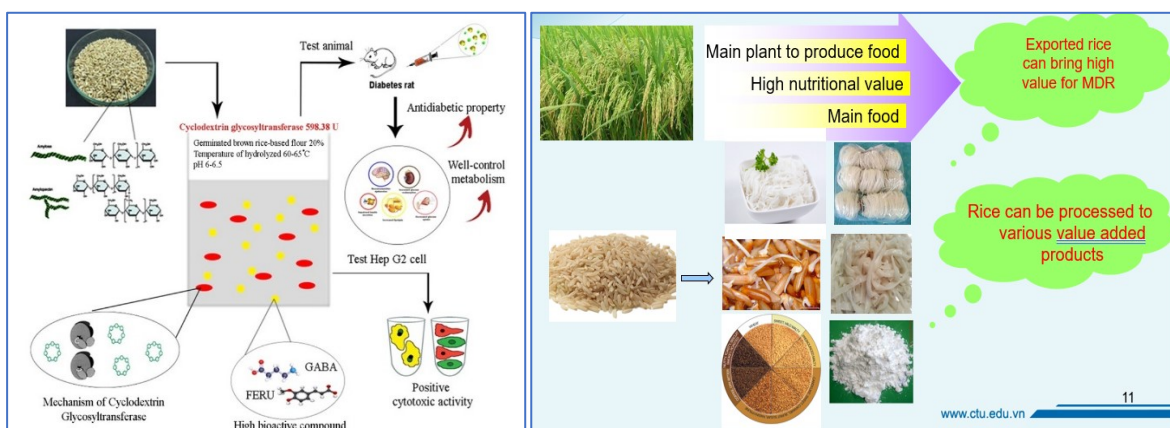 Test animal
Diabetes rat
Antidiabetic property
Well-control
metabolism
Cyclodextrin glycosyltransferase 598.38 U
Germinated brown rice-based flour 20%
Temperature of hydrolyzed 60-65°C
pH 6-6.5
Test Hep G2 cell
GABA
FERU
Mechanism of Cyclodextrin
Glycosyltransferase
High bioactive compound
Positive
cytotoxic activity
Main plant to produce food
High nutritional value
Main food
Exported rice
can bring high
value for MDR
Rice can be processed to
various value added
products
11
www.ctu.edu.vn